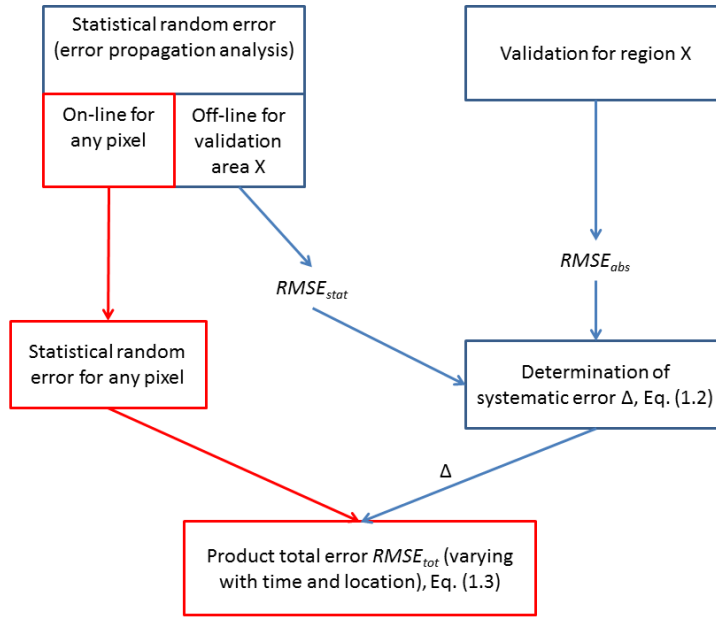 Statistical random error
(error propagation analysis)
On-line for
any pixel
Off-line for
validation
area X
Validation for region X
RMSEstat
RMSEabs
Statistical random
error for any pixel
Determination of
systematic error Δ, Eq. (1.2)
Δ
Product total error RMSEtot (varying
with time and location), Eq. (1.3)